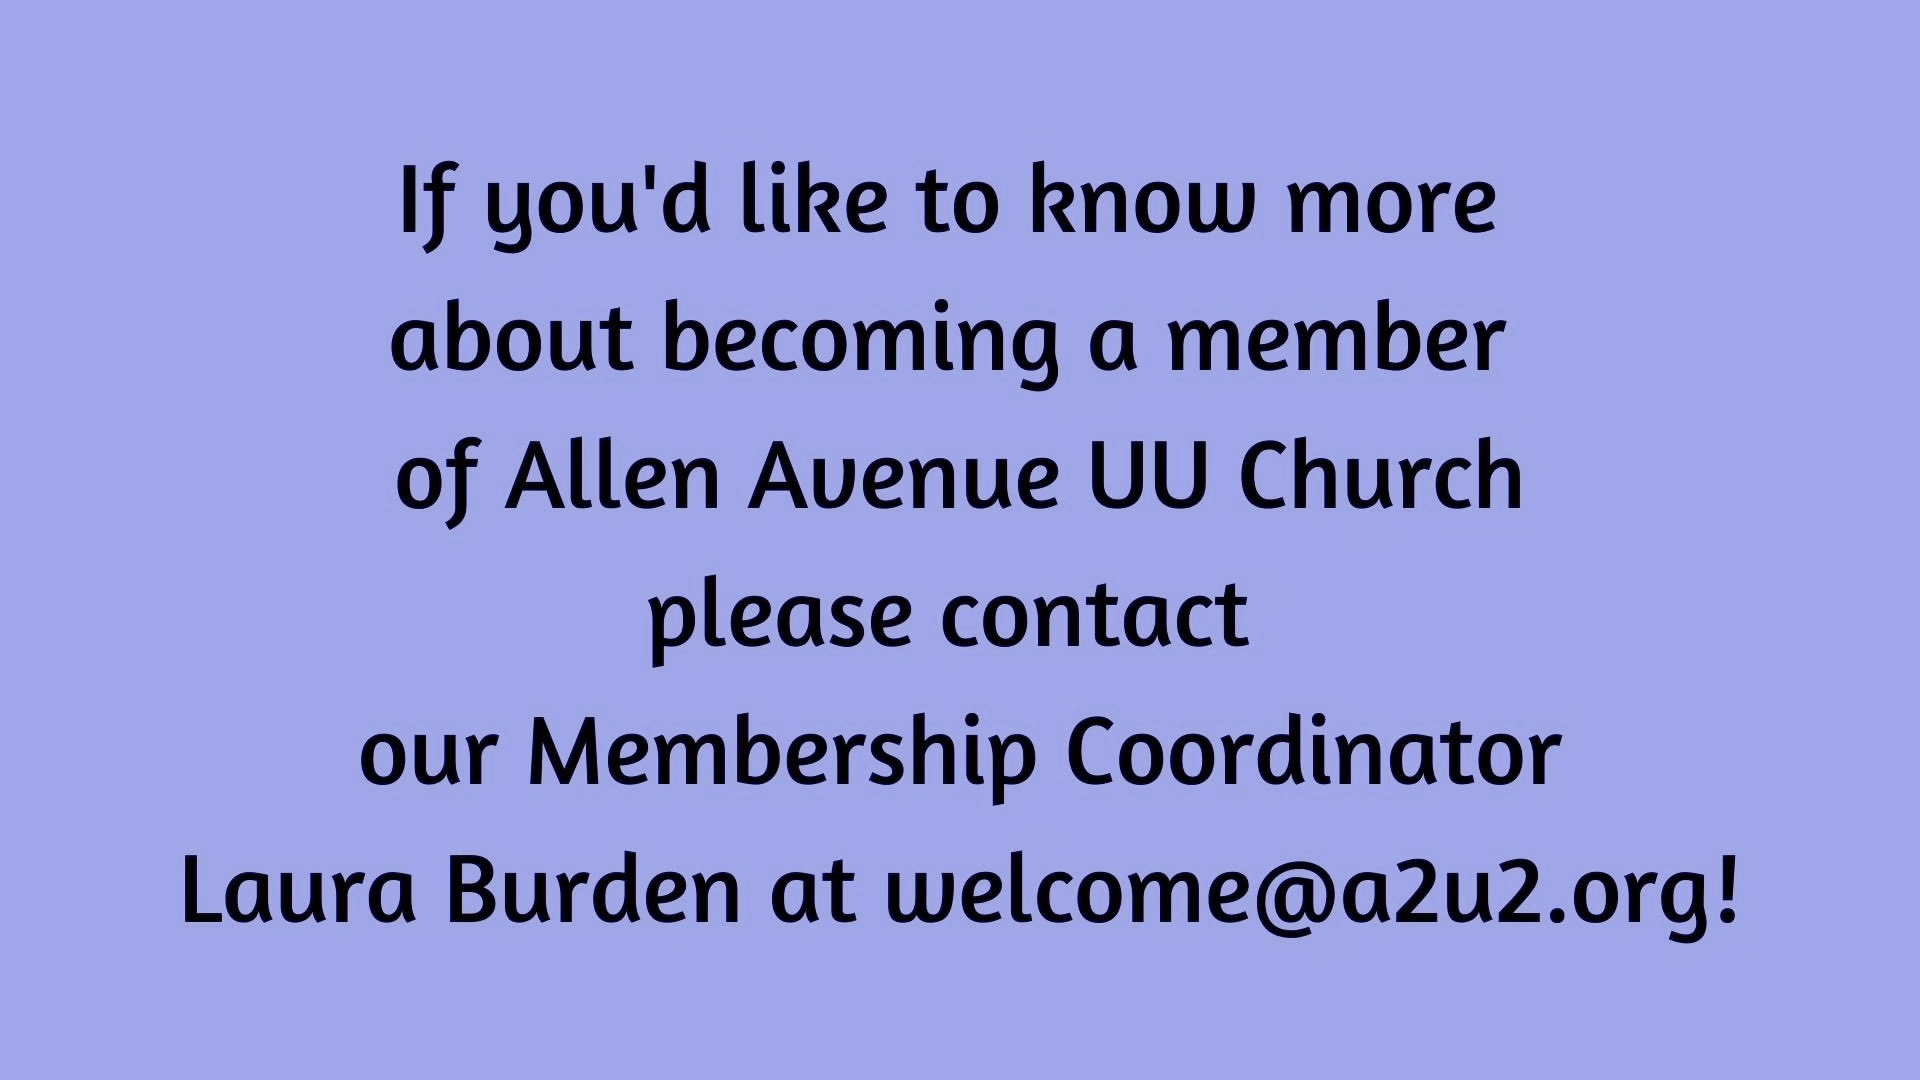 If you'd like to know more
about becoming a member
of Allen Avenue UU Church
please contact
our Membership Coordinator
Laura Burden at welcome@a2u2.org!